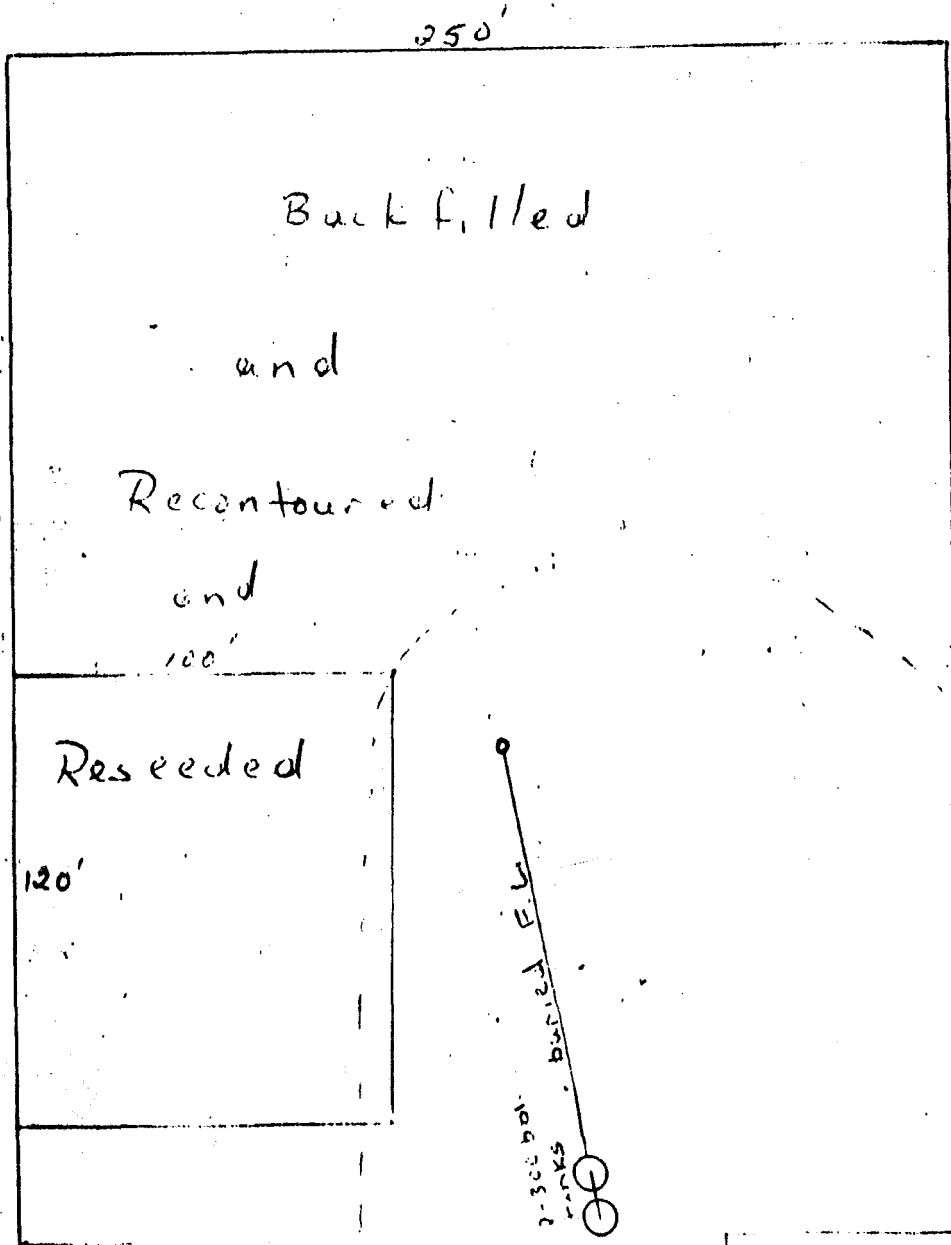 250'
Backfilled
and
Recontoured
and
100'
Reseeded
120'
buried F.L
2-300 bbl.
tanks